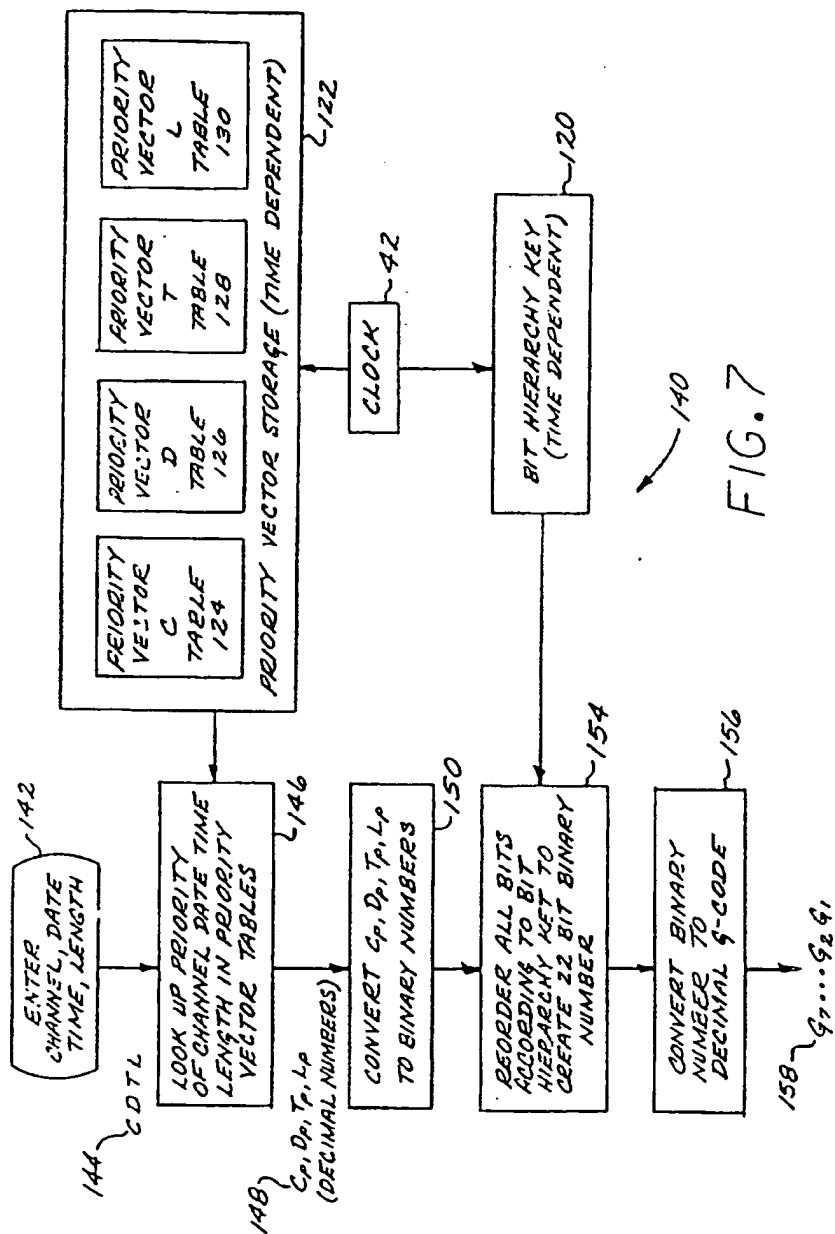 142
ENTER
CHANNEL, DATE
TIME, LENGTH
144
CDTL
LOOK UP PRIORITY
OF CHANNEL DATE TIME
LENGTH IN PRIORITY
VECTOR TABLES
146
148
CP, DP, TP, LP
(DECIMAL NUMBERS)
CONVERT CP, DP, TP, LP
TO BINARY NUMBERS
150
REORDER ALL BITS
ACCORDING TO BIT
HIERARCHY KET TO
CREATE 22 BIT BINARY
NUMBER
154
CONVERT BINARY
NUMBER TO
DECIMAL G-CODE
156
158
G7....G2 G1
PRIORITY
VECTOR
C
TABLE
124
PRIORITY
VECTOR
D
TABLE
126
PRIORITY
VECTOR
T
TABLE
128
PRIORITY
VECTOR
L
TABLE
130
PRIORITY VECTOR STORAGE (TIME DEPENDENT)
122
CLOCK
42
BIT HIERARCHY KEY
(TIME DEPENDENT)
120
140
FIG. 7